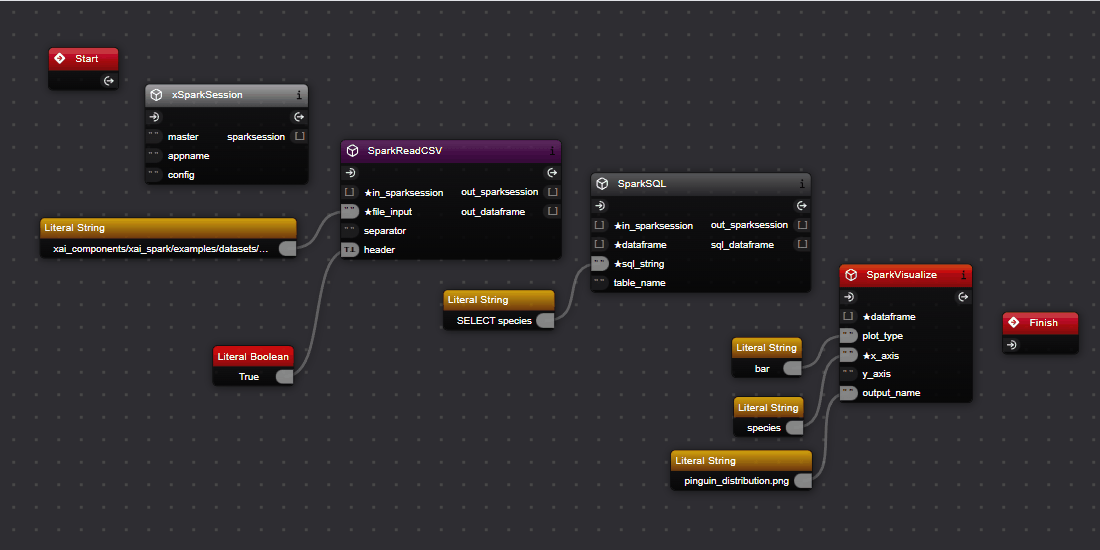 Start
xSparkSession
i
master sparksession
appname
config
SparkReadCSV
i
★in_sparksession out_sparksession
★file_input out_dataframe
separator
header
Literal String
xai_components/xai_spark/examples/datasets/...
Literal Boolean
True
SparkSQL
i
★in_sparksession out_sparksession
★dataframe sql_dataframe
★sql_string
table_name
Literal String
SELECT species
SparkVisualize
i
★dataframe
plot_type
★x_axis
y_axis
output_name
Literal String
bar
Literal String
species
Literal String
pinguin_distribution.png
Finish